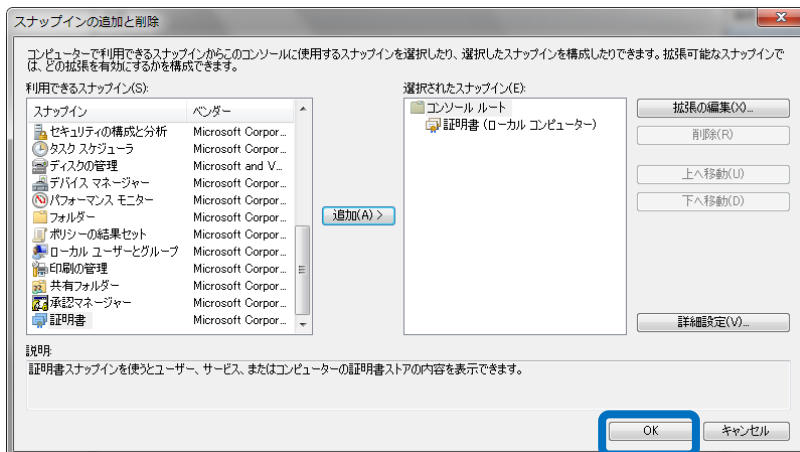 スナップインの追加と削除
コンピューターで利用できるスナップインからこのコンソールに使用するスナップインを選択したり、選択したスナップインを構成したりできます。拡張可能なスナップインで
は、どの拡張を有効にするかを構成できます。
利用できるスナップイン(S):
スナップイン ベンダー
セキュリティの構成と分析 Microsoft Corpor...
タスク スケジューラ Microsoft Corpor...
ディスクの管理 Microsoft and V...
デバイス マネージャー Microsoft Corpor...
パフォーマンス モニター Microsoft Corpor...
フォルダー Microsoft Corpor...
ポリシーの結果セット Microsoft Corpor...
ローカル ユーザーとグループ Microsoft Corpor...
印刷の管理 Microsoft Corpor...
共有フォルダー Microsoft Corpor...
承認マネージャー Microsoft Corpor...
証明書 Microsoft Corpor...
追加(A) >
選択されたスナップイン(E):
コンソール ルート
証明書 (ローカル コンピューター)
拡張の編集(X)...
削除(R)
上へ移動(U)
下へ移動(D)
詳細設定(V)...
説明:
証明書スナップインを使うとユーザー、サービス、またはコンピューターの証明書ストアの内容を表示できます。
OK
キャンセル